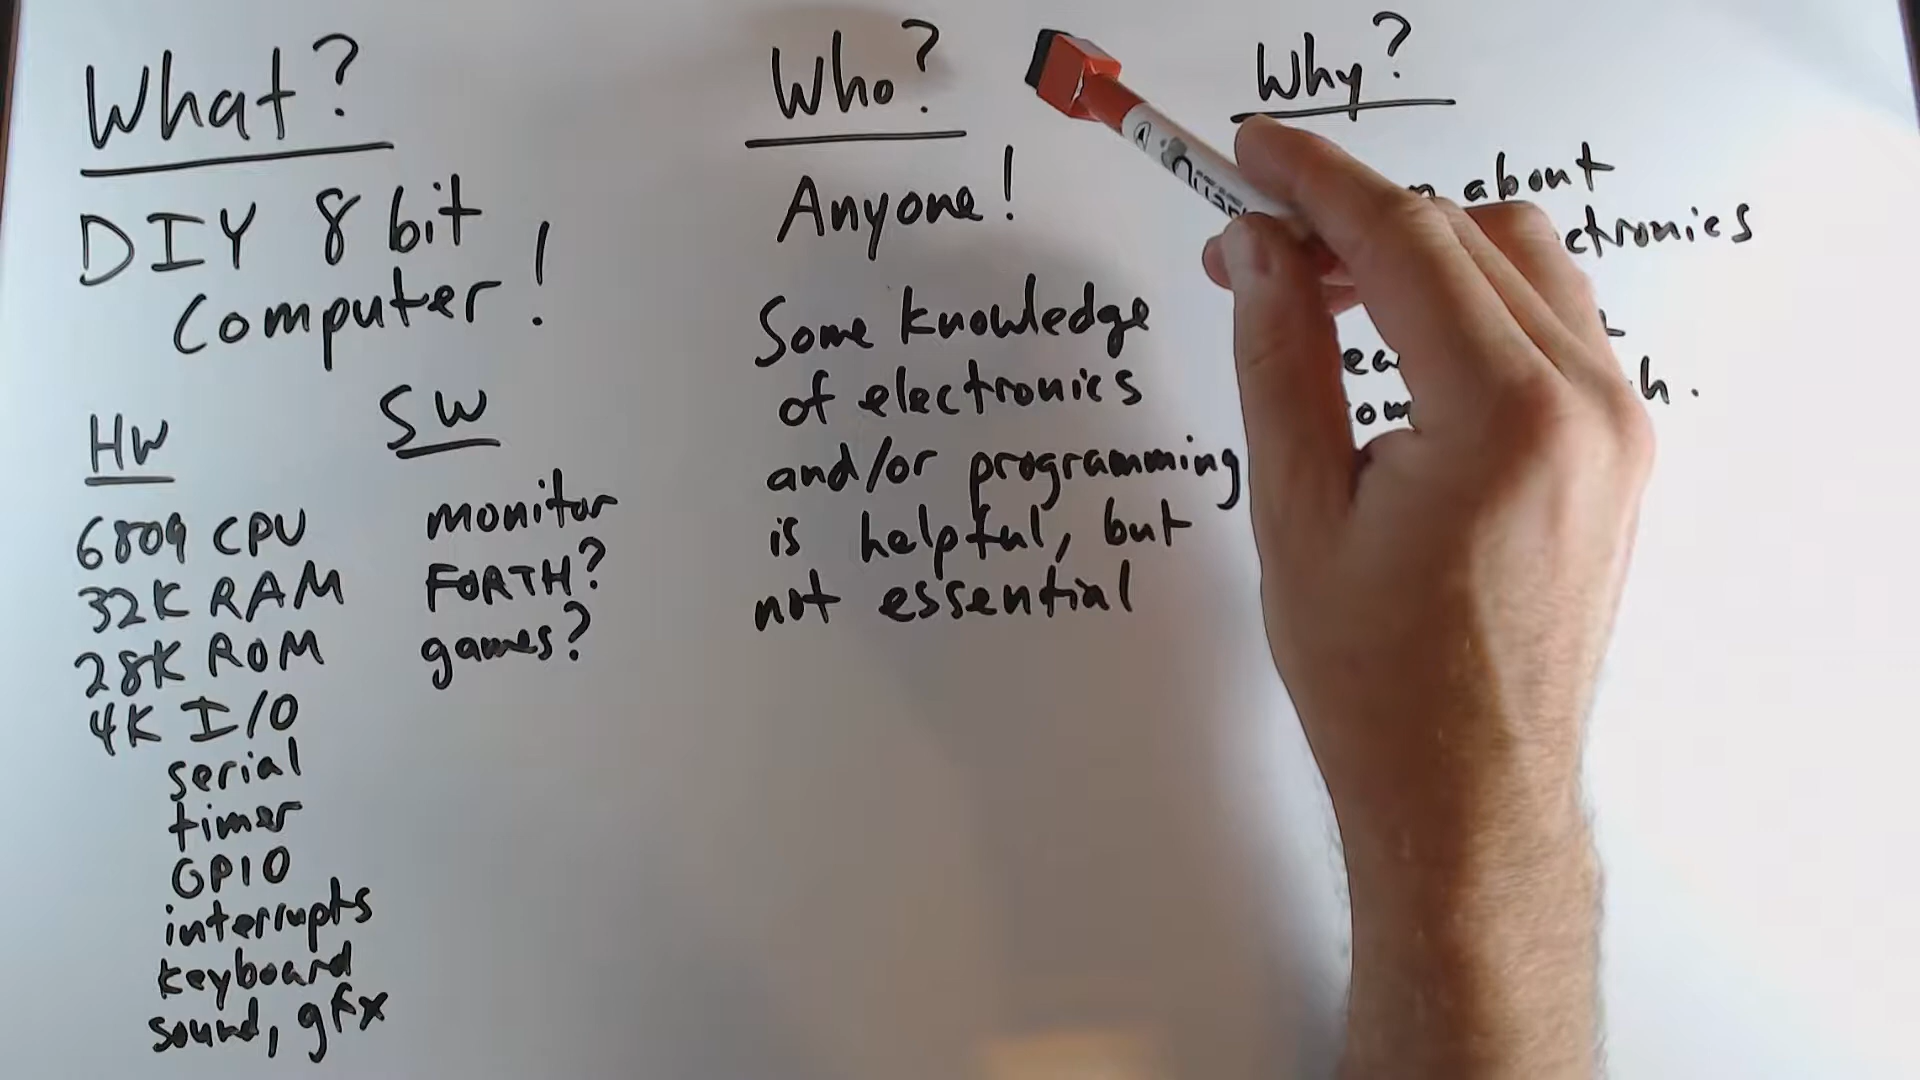 What?
DIY 8 bit
Computer!
HW
6809 CPU
32K RAM
28K ROM
4K I/O
serial
timer
GPIO
interrupts
keyboard
sound, gfx
SW
monitor
FORTH?
games?
Who?
Anyone!
Some knowledge
of electronics
and/or programming
is helpful, but
not essential
Why?
about